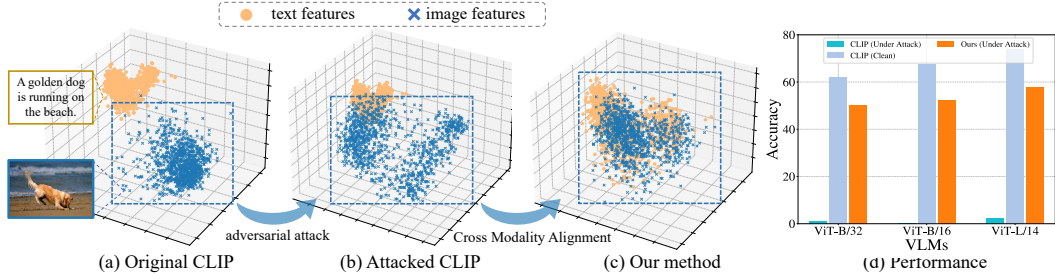 text features
image features
A golden dog
is running on
the beach.
adversarial attack
Cross Modality Alignment
(a) Original CLIP
(b) Attacked CLIP
(c) Our method
CLIP (Under Attack)
CLIP (Clean)
Ours (Under Attack)
Accuracy
80
60
40
20
0
ViT-B/32
ViT-B/16
ViT-L/14
VLMs
(d) Performance